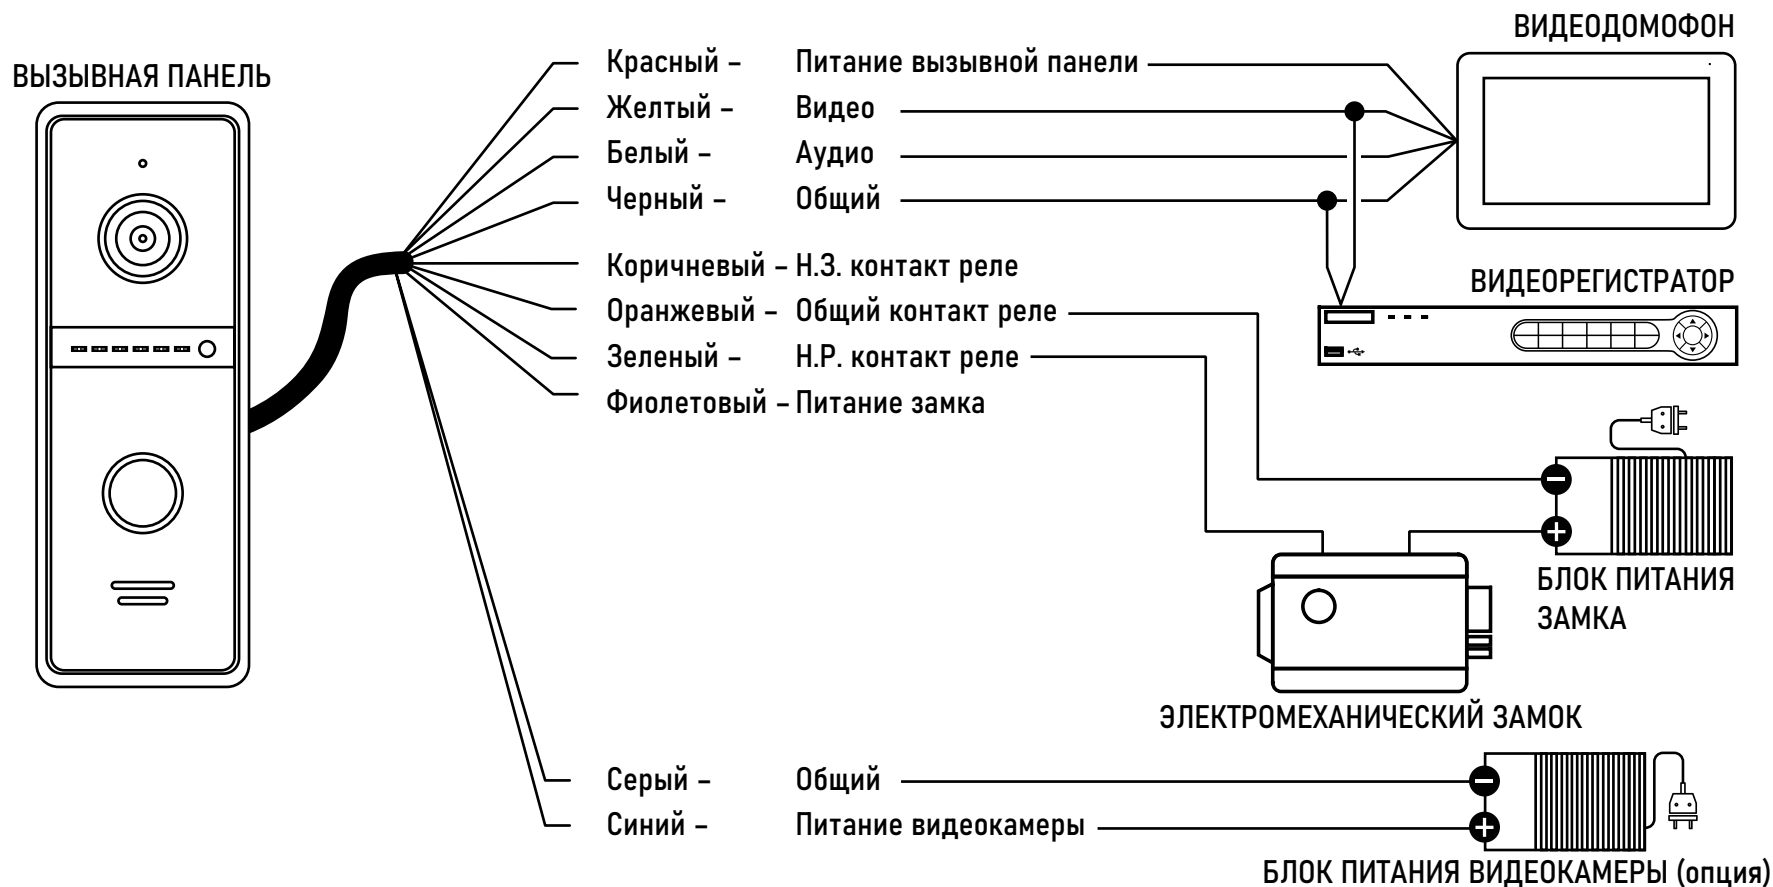 ВИДЕОДОМОФОН
ВЫЗЫВНАЯ ПАНЕЛЬ
Красный – Питание вызывной панели
Желтый – Видео
Белый – Аудио
Черный – Общий
Коричневый – Н.З. контакт реле
ВИДЕОРЕГИСТРАТОР
Оранжевый – Общий контакт реле
Зеленый – Н.Р. контакт реле
Фиолетовый – Питание замка
БЛОК ПИТАНИЯ
ЗАМКА
ЭЛЕКТРОМЕХАНИЧЕСКИЙ ЗАМОК
Серый – Общий
Синий – Питание видеокамеры
БЛОК ПИТАНИЯ ВИДЕОКАМЕРЫ (опция)